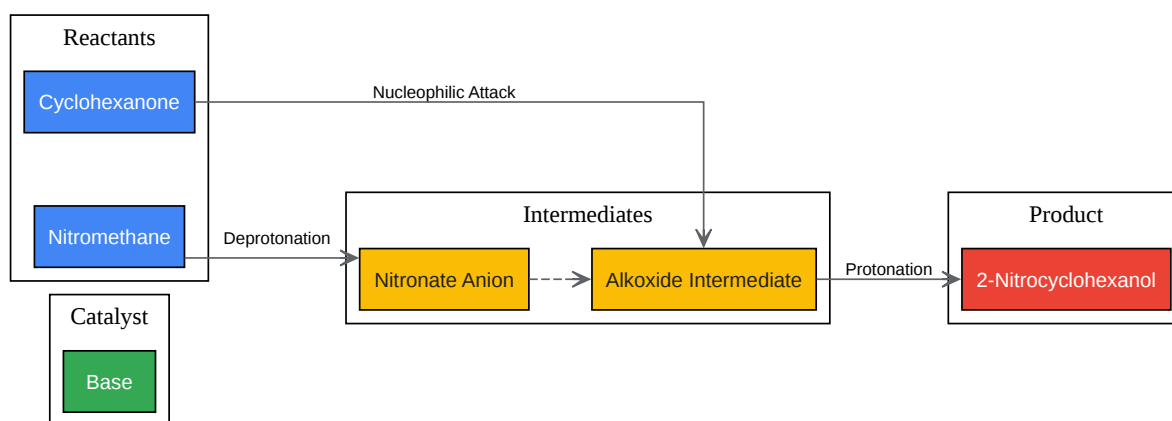 Reactants
Cyclohexanone
Nucleophilic Attack
Nitromethane
Deprotonation
Intermediates
Nitronate Anion
Alkoxide Intermediate
Protonation
Product
2-Nitrocyclohexanol
Catalyst
Base